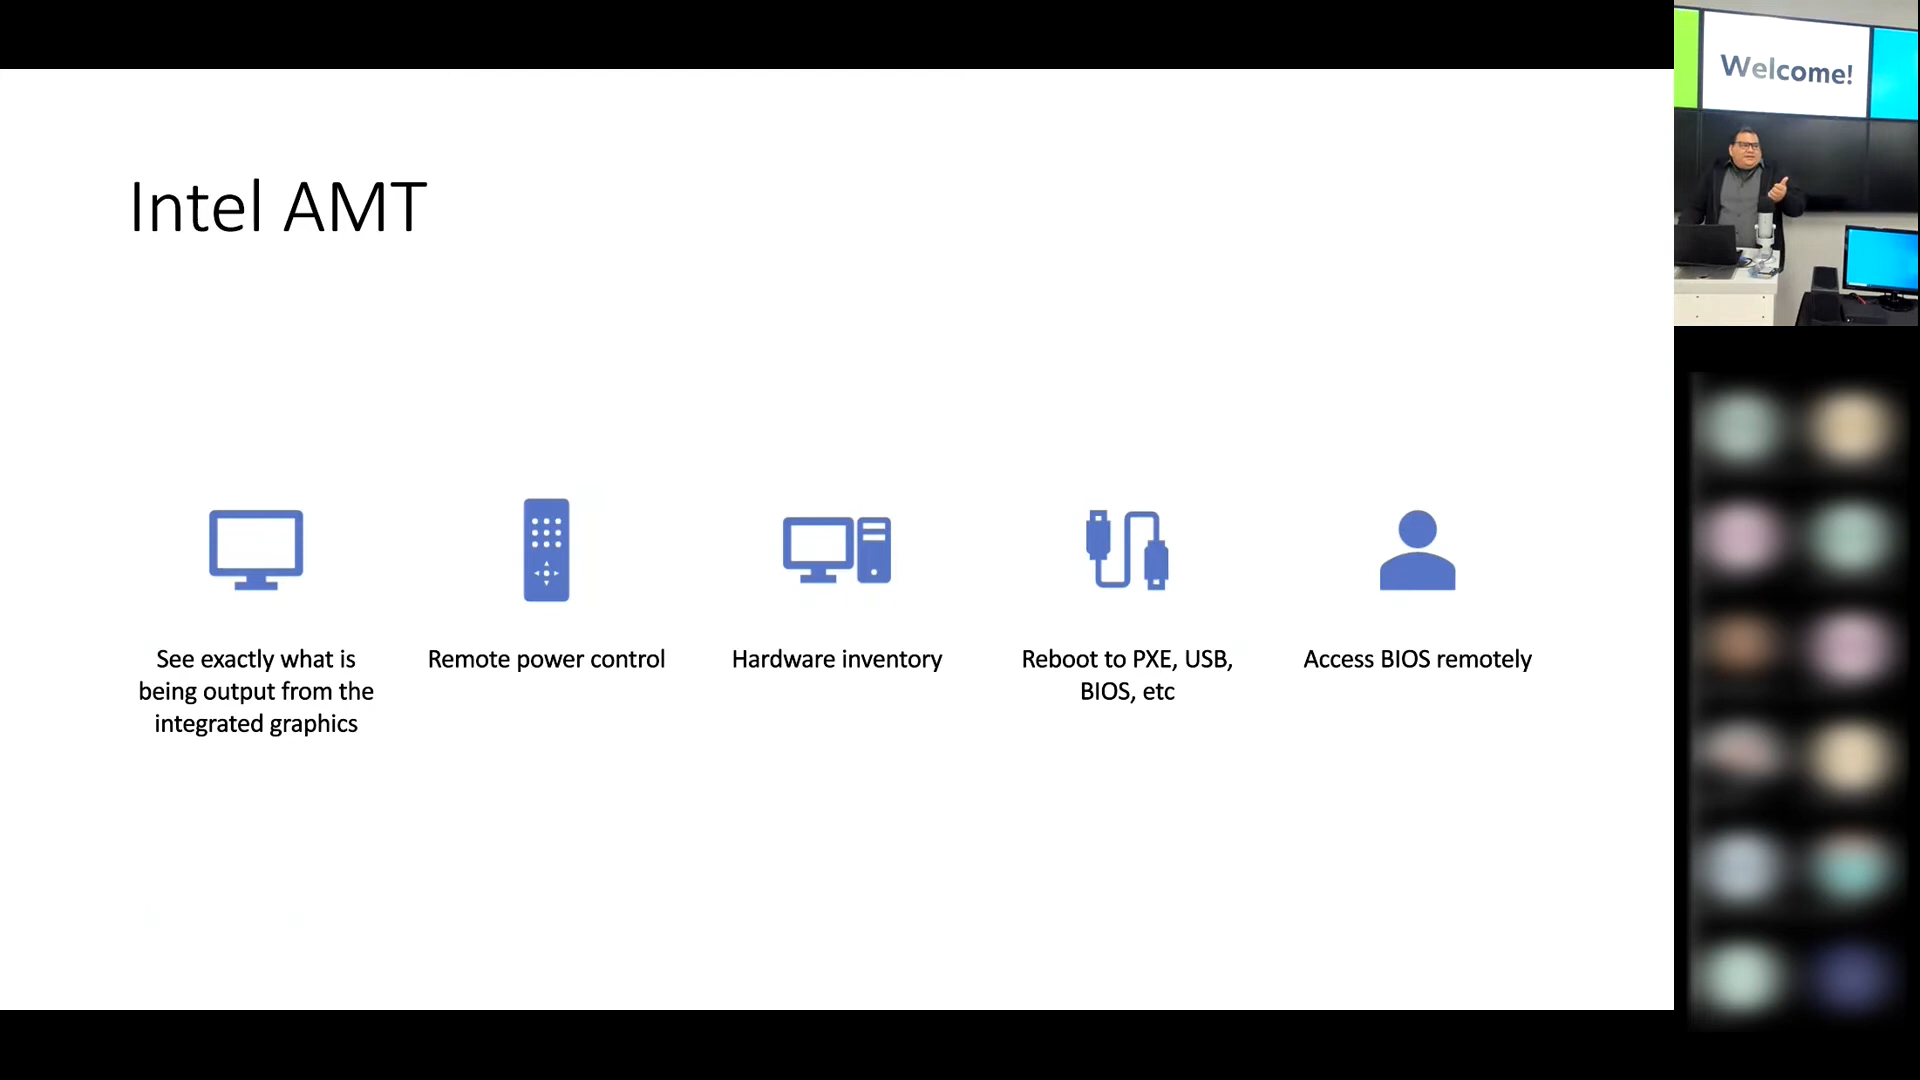 Intel AMT
See exactly what is
being output from the
integrated graphics
Remote power control
Hardware inventory
Reboot to PXE, USB,
BIOS, etc
Access BIOS remotely
Welcome!